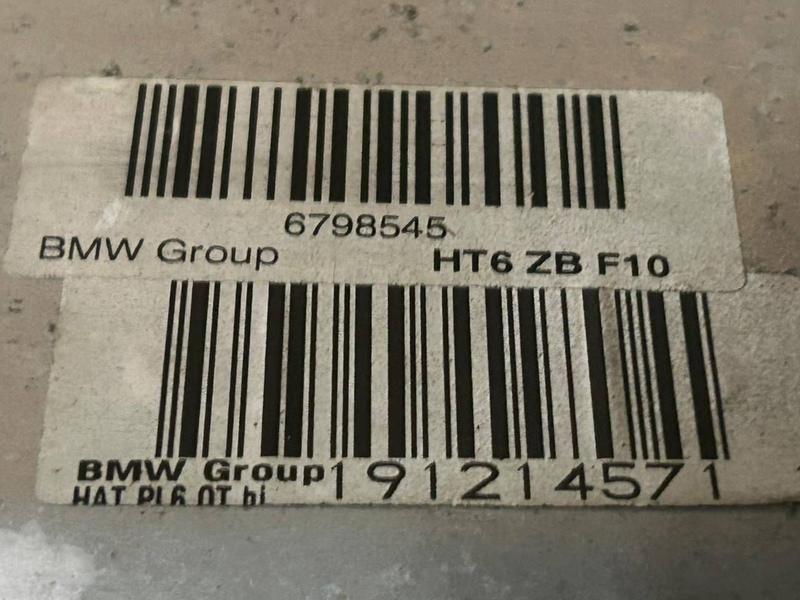 6798545
BMW Group HT6 ZB F10
BMW Group 191214571
HAT PL6 OT bi